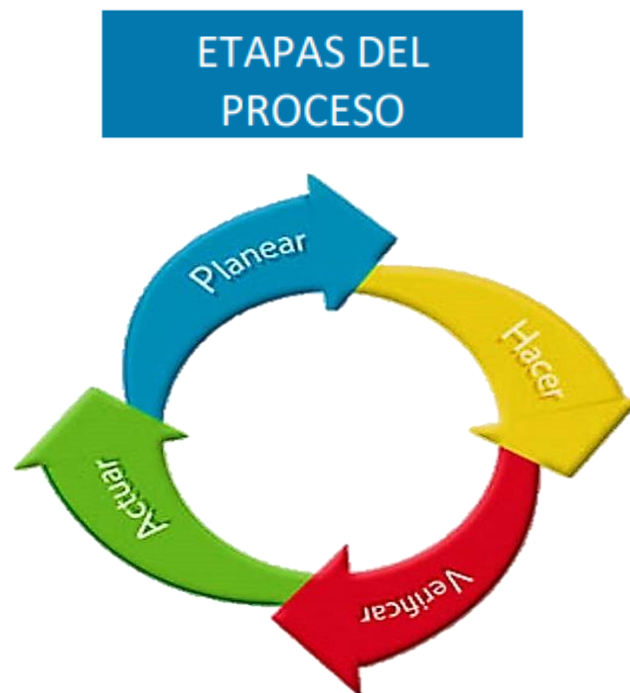 ETAPAS DEL
PROCESO
Planear
Hacer
Verificar
Actuar